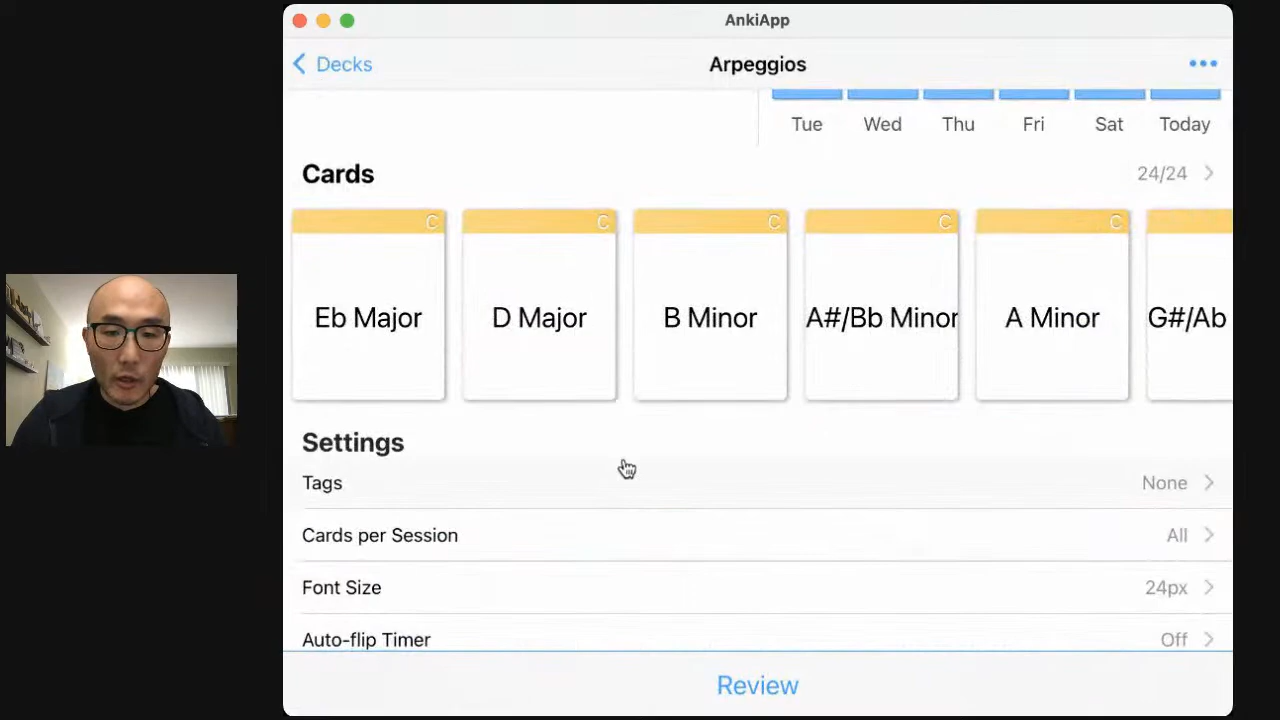 AnkiApp
Decks
Arpeggios
Tue Wed Thu Fri Sat Today
Cards
24/24
C C C C C
Eb Major D Major B Minor A#/Bb Minor A Minor G#/Ab
Settings
Tags None
Cards per Session All
Font Size 24px
Auto-flip Timer Off
Review